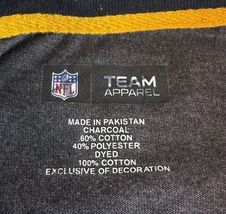 NFL
TEAM
APPAREL
MADE IN PAKISTAN
CHARCOAL
60% COTTON
40% POLYESTER
DYED
100% COTTON
EXCLUSIVE OF DECORATION